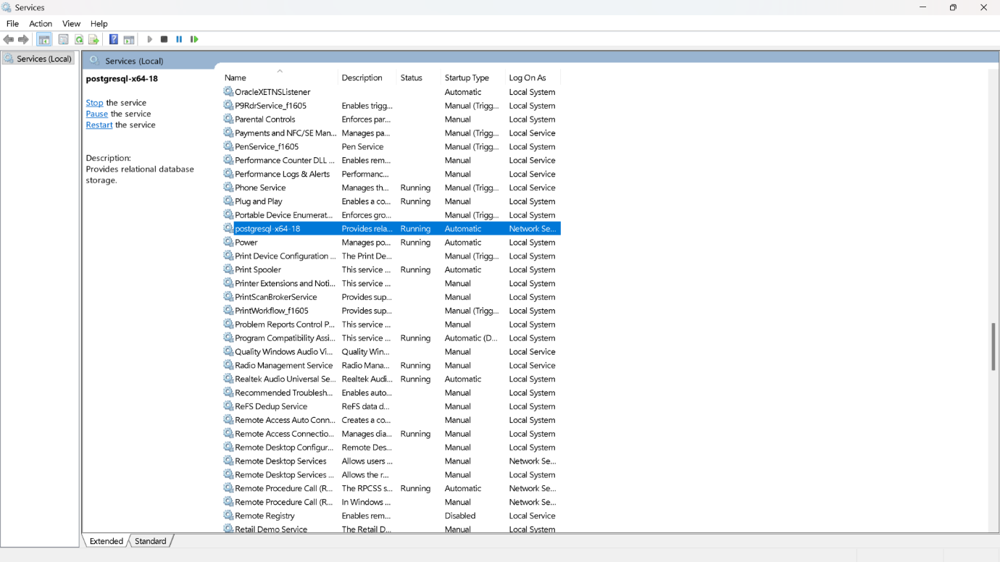 Services
File Action View Help
Services (Local)
Services (Local)
postgresql-x64-18
Stop the service
Pause the service
Restart the service
Description:
Provides relational database
storage.
Name Description Status Startup Type Log On As
OracleXETNSListener Automatic Local System
P9RdrService_f1605 Enables trigg... Manual (Trigg... Local System
Parental Controls Enforces par... Manual Local System
Payments and NFC/SE Man... Manages pa... Manual (Trigg... Local Service
PenService_f1605 Pen Service Manual (Trigg... Local System
Performance Counter DLL ... Enables rem... Manual Local Service
Performance Logs & Alerts Performanc... Manual Local Service
Phone Service Manages th... Running Manual (Trigg... Local Service
Plug and Play Enables a co... Running Manual Local System
Portable Device Enumerat... Enforces gro... Manual (Trigg... Local System
postgresql-x64-18 Provides rela... Running Automatic Network Se...
Power Manages po... Running Automatic Local System
Print Device Configuration ... The Print De... Manual (Trigg... Local System
Print Spooler This service ... Running Automatic Local System
Printer Extensions and Noti... This service ... Manual Local System
PrintScanBrokerService Provides sup... Manual Local System
PrintWorkflow_f1605 Provides sup... Manual (Trigg... Local System
Problem Reports Control P... This service ... Manual Local System
Program Compatibility Assi... This service ... Running Automatic (D... Local System
Quality Windows Audio Vi... Quality Win... Manual Local Service
Radio Management Service Radio Mana... Running Manual Local Service
Realtek Audio Universal Se... Realtek Audi... Running Automatic Local System
Recommended Troublesh... Enables auto... Manual Local System
ReFS Dedup Service ReFS data d... Manual Local System
Remote Access Auto Conn... Creates a co... Manual Local System
Remote Access Connectio... Manages dia... Running Manual Local System
Remote Desktop Configur... Remote Des... Manual Local System
Remote Desktop Services Allows users ... Manual Network Se...
Remote Desktop Services ... Allows the r... Manual Local System
Remote Procedure Call (R... The RPCSS s... Running Automatic Network Se...
Remote Procedure Call (R... In Windows ... Manual Network Se...
Remote Registry Enables rem... Disabled Local Service
Retail Demo Service The Retail D... Manual Local System
Extended Standard